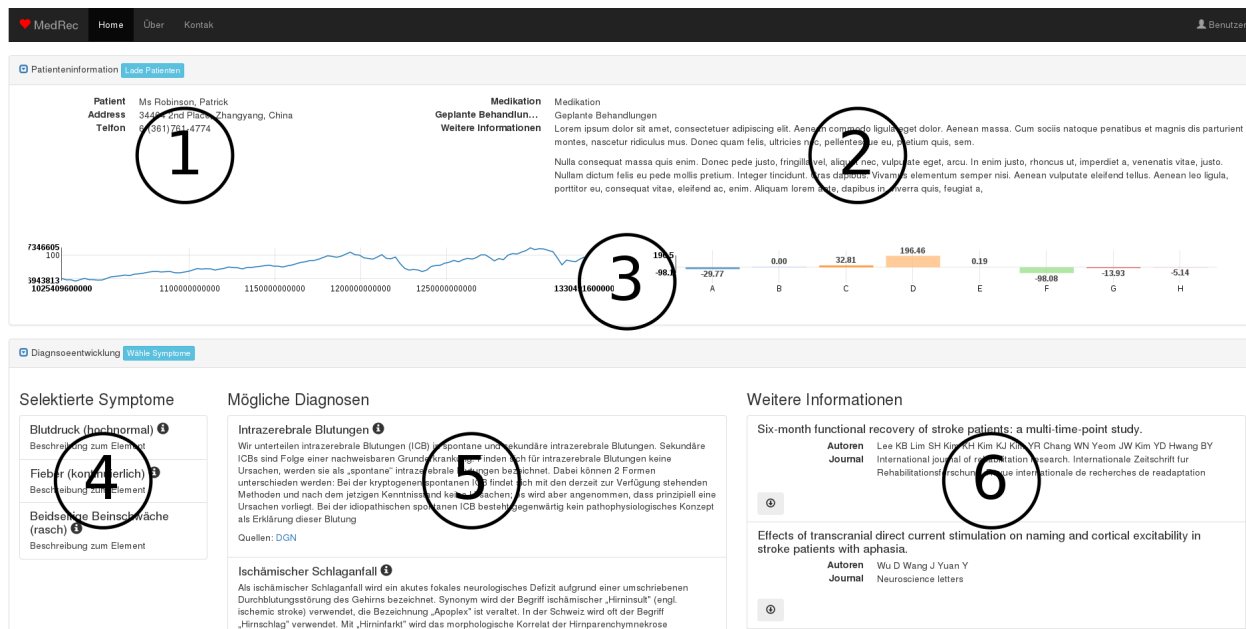 MedRec Home Über Kontak Benutzer
Patienteninformation Lade Patienten
Patient Ms Robinson, Patrick
Address 34494 2nd Place, Zhangyang, China
Telfon 6-(361)761-4774
Medikation Medikation
Geplante Behandlun... Geplante Behandlungen
Weitere Informationen Lorem ipsum dolor sit amet, consectetuer adipiscing elit. Aenean commodo ligula eget dolor. Aenean massa. Cum sociis natoque penatibus et magnis dis parturient
montes, nascetur ridiculus mus. Donec quam felis, ultricies nec, pellentesque eu, pretium quis, sem.
Nulla consequat massa quis enim. Donec pede justo, fringilla vel, aliquet nec, vulputate eget, arcu. In enim justo, rhoncus ut, imperdiet a, venenatis vitae, justo.
Nullam dictum felis eu pede mollis pretium. Integer tincidunt. Cras dapibus. Vivamus elementum semper nisi. Aenean vulputate eleifend tellus. Aenean leo ligula,
porttitor eu, consequat vitae, eleifend ac, enim. Aliquam lorem ante, dapibus in, viverra quis, feugiat a,
1
2
7346605
100
5943813
1025409600000 1100000000000 1150000000000 1200000000000 1250000000000
3
-29.77 0.00 32.81 196.46 0.19 -98.08 -13.93 -5.14
A B C D E F G H
Diagnsoeentwicklung Wähle Symptome
Selektierte Symptome
Blutdruck (hochnormal)
Beschreibung zum Element
Fieber (kontinuierlich)
Beschreibung zum Element
Beidseitige Beinschwäche
(rasch)
Beschreibung zum Element
4
Mögliche Diagnosen
Intrazerebrale Blutungen
Wir unterteilen intrazerebrale Blutungen (ICB) in spontane und sekundäre intrazerebrale Blutungen. Sekundäre
ICBs sind Folge einer nachweisbaren Grunderkrankung. Finden sich für intrazerebrale Blutungen keine
Ursachen, werden sie als „spontane" intrazerebrale Blutungen bezeichnet. Dabei können 2 Formen
unterschieden werden: Bei der kryptogenen spontanen ICB findet sich mit den derzeit zur Verfügung stehenden
Methoden und nach dem jetzigen Kenntnisstand keine Ursachen; es wird aber angenommen, dass prinzipiell eine
Ursachen vorliegt. Bei der idiopathischen spontanen ICB besteht gegenwärtig kein pathophysiologisches Konzept
als Erklärung dieser Blutung
Quellen: DGN
5
Ischämischer Schlaganfall
Als ischämischer Schlaganfall wird ein akutes fokales neurologisches Defizit aufgrund einer umschriebenen
Durchblutungsstörung des Gehirns bezeichnet. Synonym wird der Begriff ischämischer „Hirninsult" (engl.
ischemic stroke) verwendet, die Bezeichnung „Apoplex" ist veraltet. In der Schweiz wird oft der Begriff
„Hirnschlag" verwendet. Mit „Hirninfarkt" wird das morphologische Korrelat der Hirnparenchymnekrose
Weitere Informationen
Six-month functional recovery of stroke patients: a multi-time-point study.
Autoren Lee KB Lim SH Kim KH Kim KJ Kim YR Chang WN Yeom JW Kim YD Hwang BY
Journal International journal of rehabilitation research. Internationale Zeitschrift fur
Rehabilitationsforschung. Revue internationale de recherches de readaptation
6
Effects of transcranial direct current stimulation on naming and cortical excitability in
stroke patients with aphasia.
Autoren Wu D Wang J Yuan Y
Journal Neuroscience letters